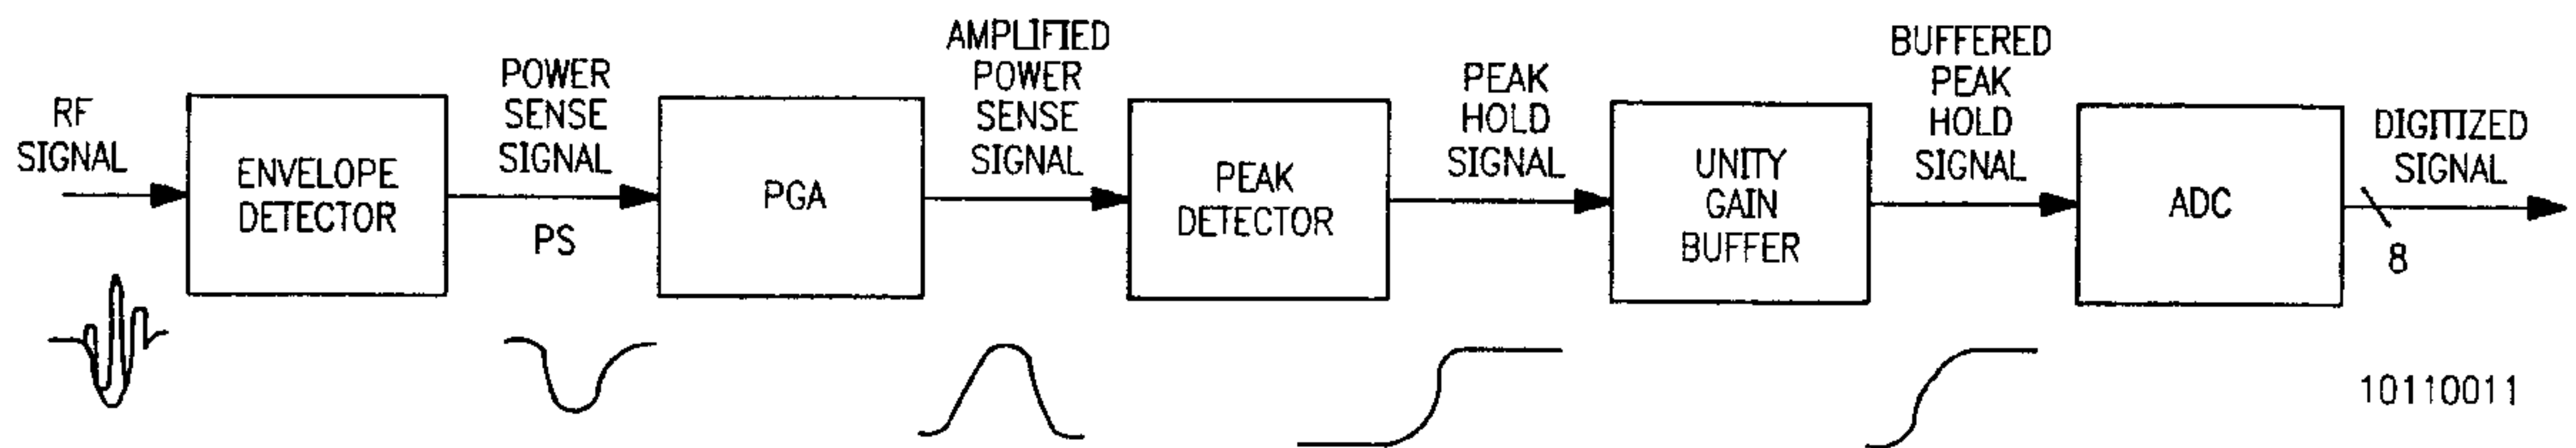 RF
SIGNAL
ENVELOPE
DETECTOR
POWER
SENSE
SIGNAL
PS
PGA
AMPLIFIED
POWER
SENSE
SIGNAL
PEAK
DETECTOR
PEAK
HOLD
SIGNAL
UNITY
GAIN
BUFFER
BUFFERED
PEAK
HOLD
SIGNAL
ADC
DIGITIZED
SIGNAL
8
10110011